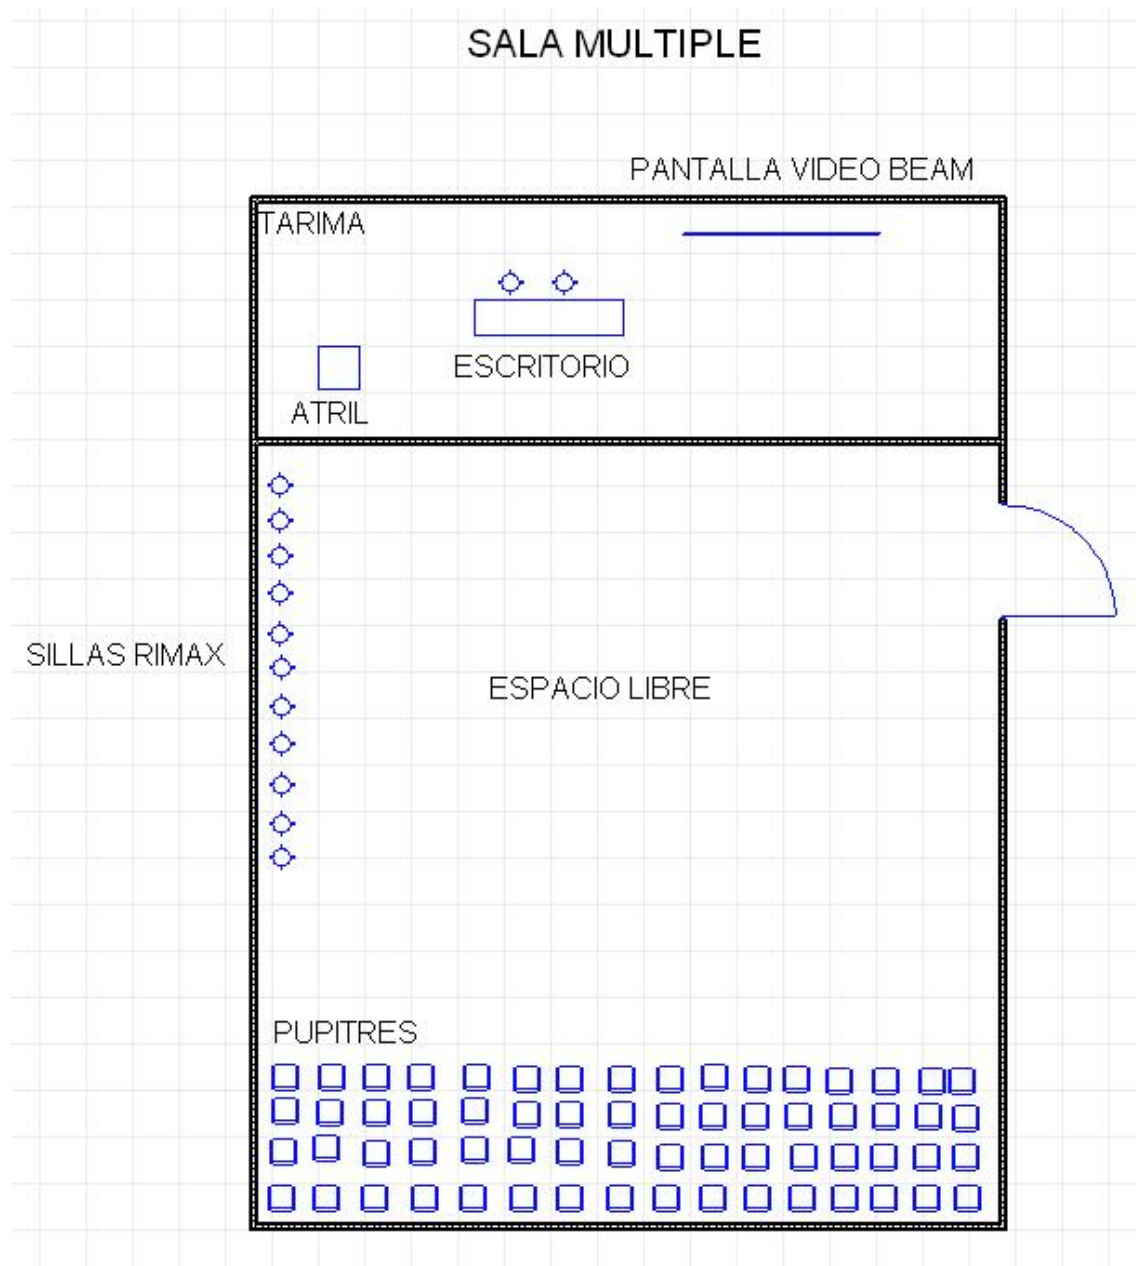 SALA MULTIPLE
PANTALLA VIDEO BEAM
TARIMA
ESCRITORIO
ATRIL
SILLAS RIMAX
ESPACIO LIBRE
PUPITRES